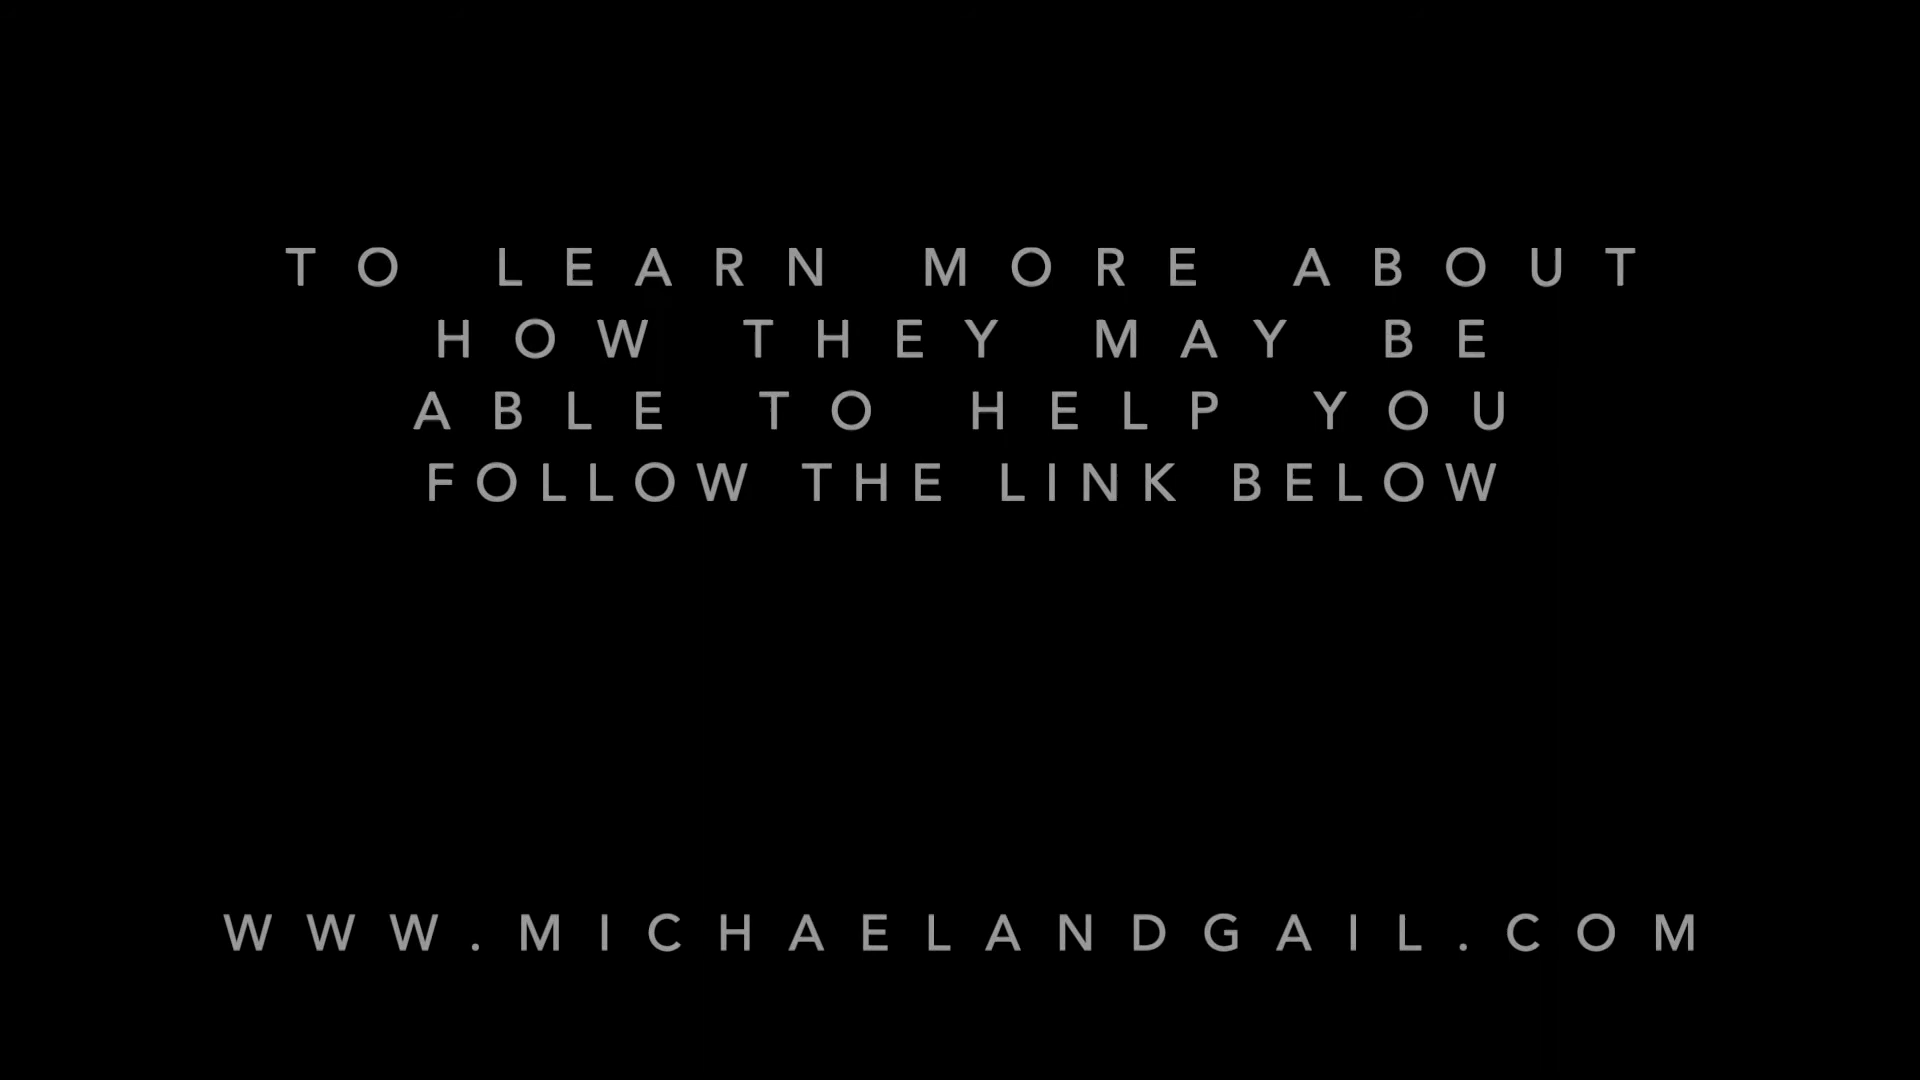 TO LEARN MORE ABOUT
HOW THEY MAY BE
ABLE TO HELP YOU
FOLLOW THE LINK BELOW
WWW.MICHAELANDGAIL.COM